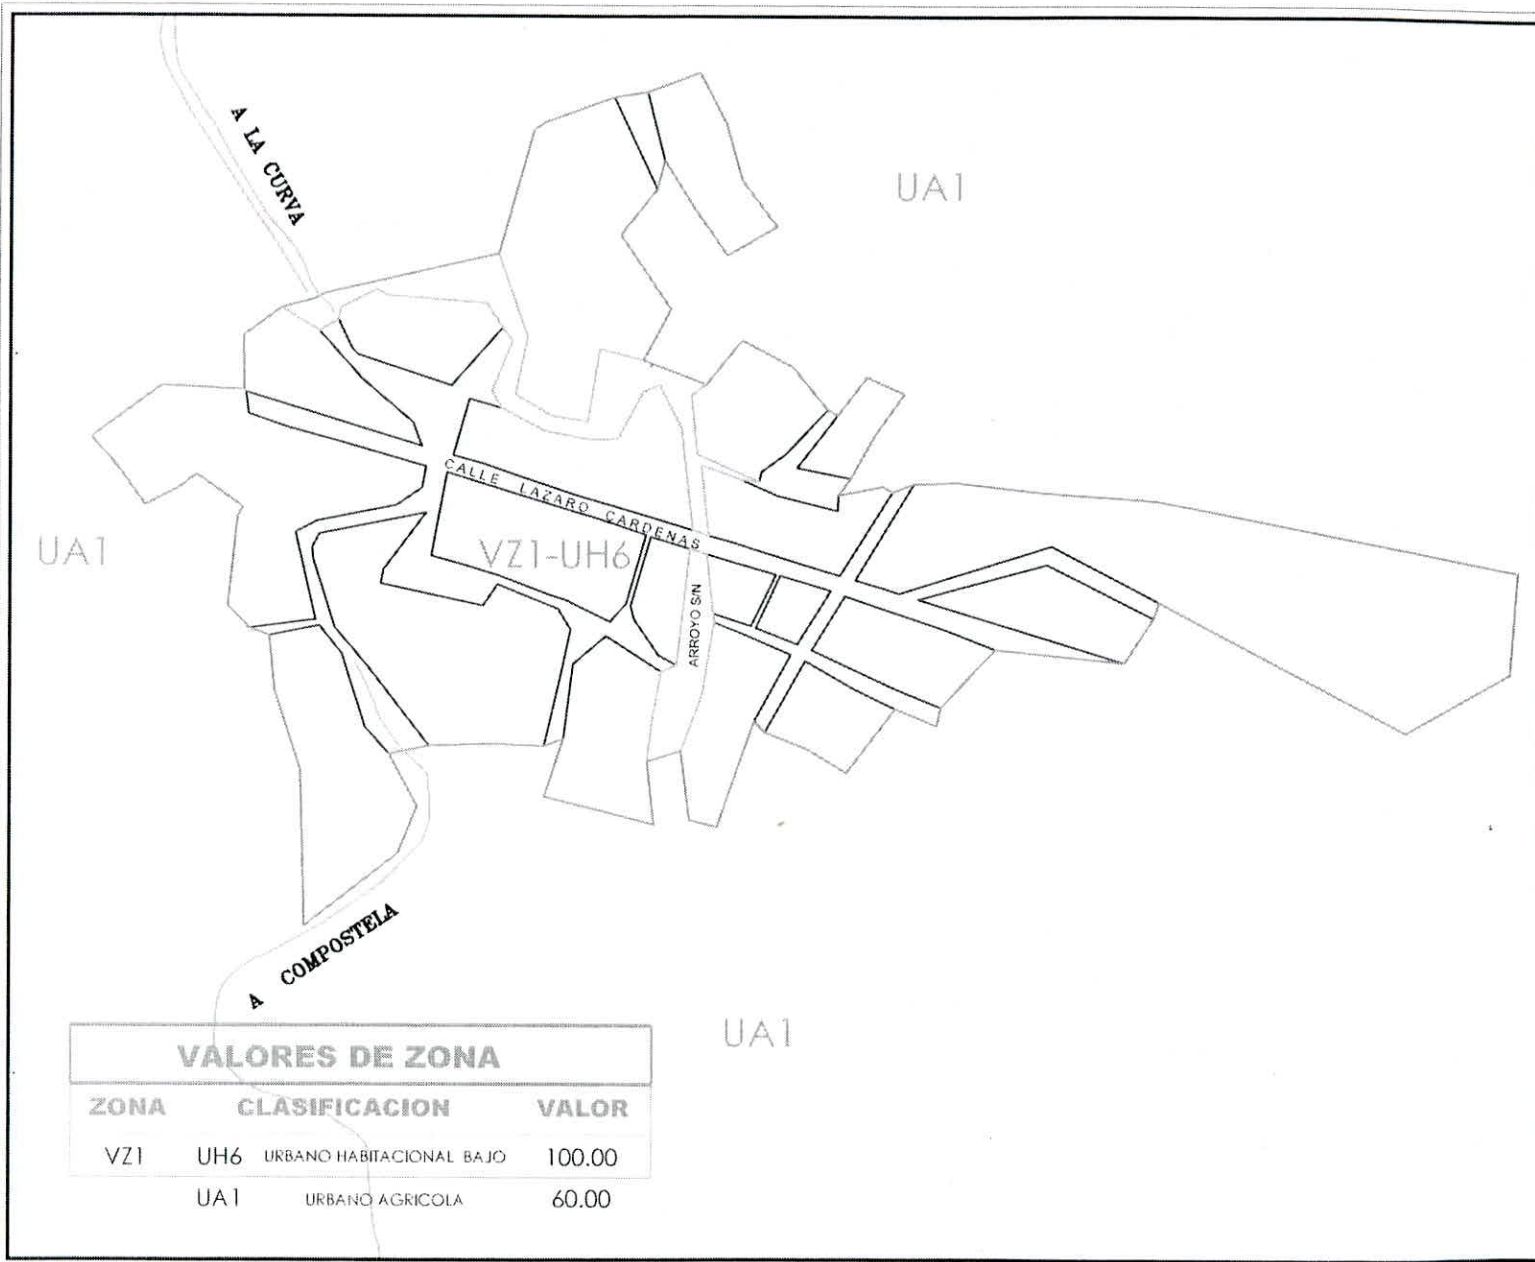 A LA CURVA
UA1
CALLE LAZARO CARDENAS
UA1
VZ1-UH6
ARROYO S/N
A COMPOSTELA
UA1
VALORES DE ZONA
ZONA CLASIFICACION VALOR
VZ1 UH6 URBANO HABITACIONAL BAJO 100.00
UA1 URBANO AGRICOLA 60.00